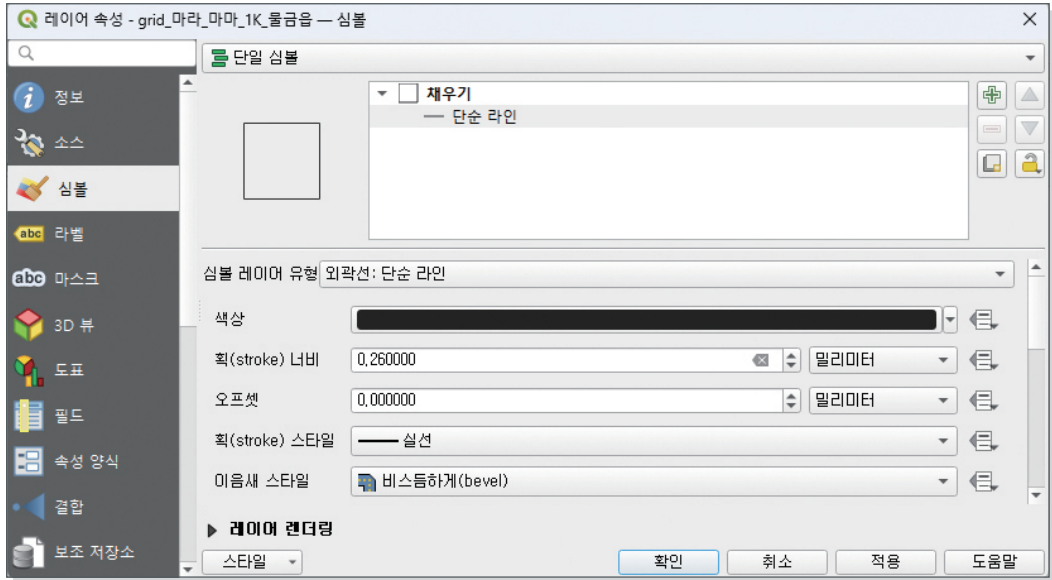 레이어 속성 - grid_마라_마마_1K_물금읍 — 심볼
단일 심볼
정보
소스
심볼
abc 라벨
abc 마스크
3D 뷰
도표
필드
속성 양식
결합
보조 저장소
채우기
단순 라인
심볼 레이어 유형 외곽선: 단순 라인
색상
획(stroke) 너비 0,260000 밀리미터
오프셋 0,000000 밀리미터
획(stroke) 스타일 실선
이음새 스타일 비스듬하게(bevel)
레이어 렌더링
스타일 확인 취소 적용 도움말